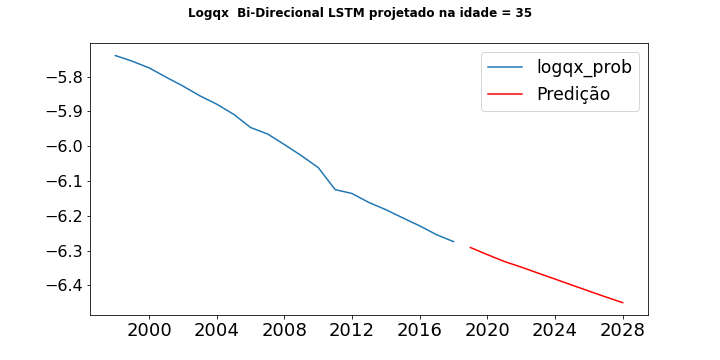 Logqx  Bi-Direcional LSTM projetado na idade = 35
logqx_prob
Predição
−5.8
−5.9
−6.0
−6.1
−6.2
−6.3
−6.4
2000 2004 2008 2012 2016 2020 2024 2028